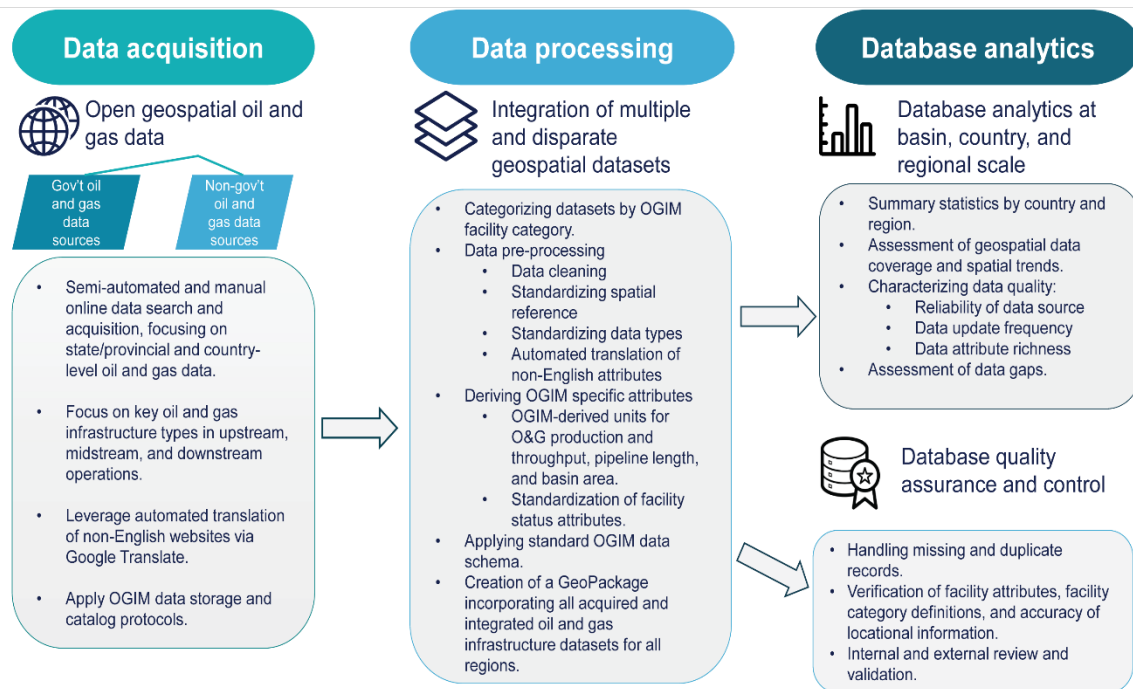 Data acquisition
Open geospatial oil and
gas data
Gov't oil
and gas
data
sources
Non-gov't
oil and
gas data
sources
• Semi-automated and manual
online data search and
acquisition, focusing on
state/provincial and country-
level oil and gas data.
• Focus on key oil and gas
infrastructure types in upstream,
midstream, and downstream
operations.
• Leverage automated translation
of non-English websites via
Google Translate.
• Apply OGIM data storage and
catalog protocols.
Data processing
Integration of multiple
and disparate
geospatial datasets
• Categorizing datasets by OGIM
facility category.
• Data pre-processing
• Data cleaning
• Standardizing spatial
reference
• Standardizing data types
• Automated translation of
non-English attributes
• Deriving OGIM specific attributes
• OGIM-derived units for
O&G production and
throughput, pipeline length,
and basin area.
• Standardization of facility
status attributes.
• Applying standard OGIM data
schema.
• Creation of a GeoPackage
incorporating all acquired and
integrated oil and gas
infrastructure datasets for all
regions.
Database analytics
Database analytics at
basin, country, and
regional scale
• Summary statistics by country and
region.
• Assessment of geospatial data
coverage and spatial trends.
• Characterizing data quality:
• Reliability of data source
• Data update frequency
• Data attribute richness
• Assessment of data gaps.
Database quality
assurance and control
• Handling missing and duplicate
records.
• Verification of facility attributes, facility
category definitions, and accuracy of
locational information.
• Internal and external review and
validation.